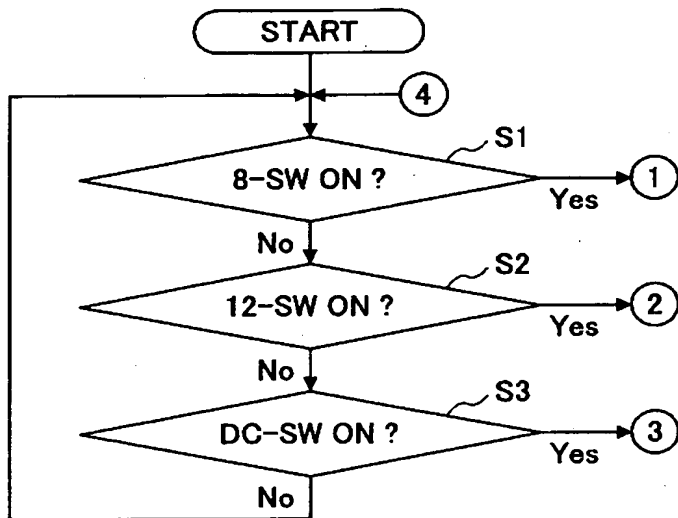 START
4
S1
8-SW ON ?
1
Yes
No
S2
12-SW ON ?
2
Yes
No
S3
DC-SW ON ?
3
Yes
No